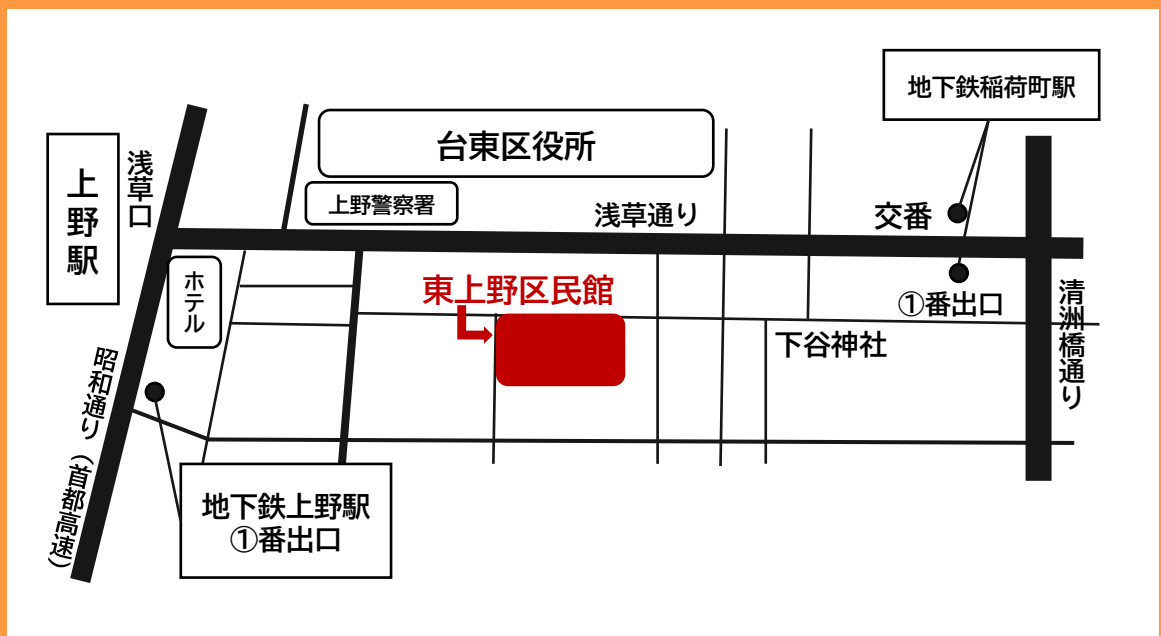 地下鉄稲荷町駅
台東区役所
上野駅
浅草口
上野警察署
浅草通り
交番
ホテル
東上野区民館
①番出口
清洲橋通り
下谷神社
昭和通り（首都高速）
地下鉄上野駅
①番出口